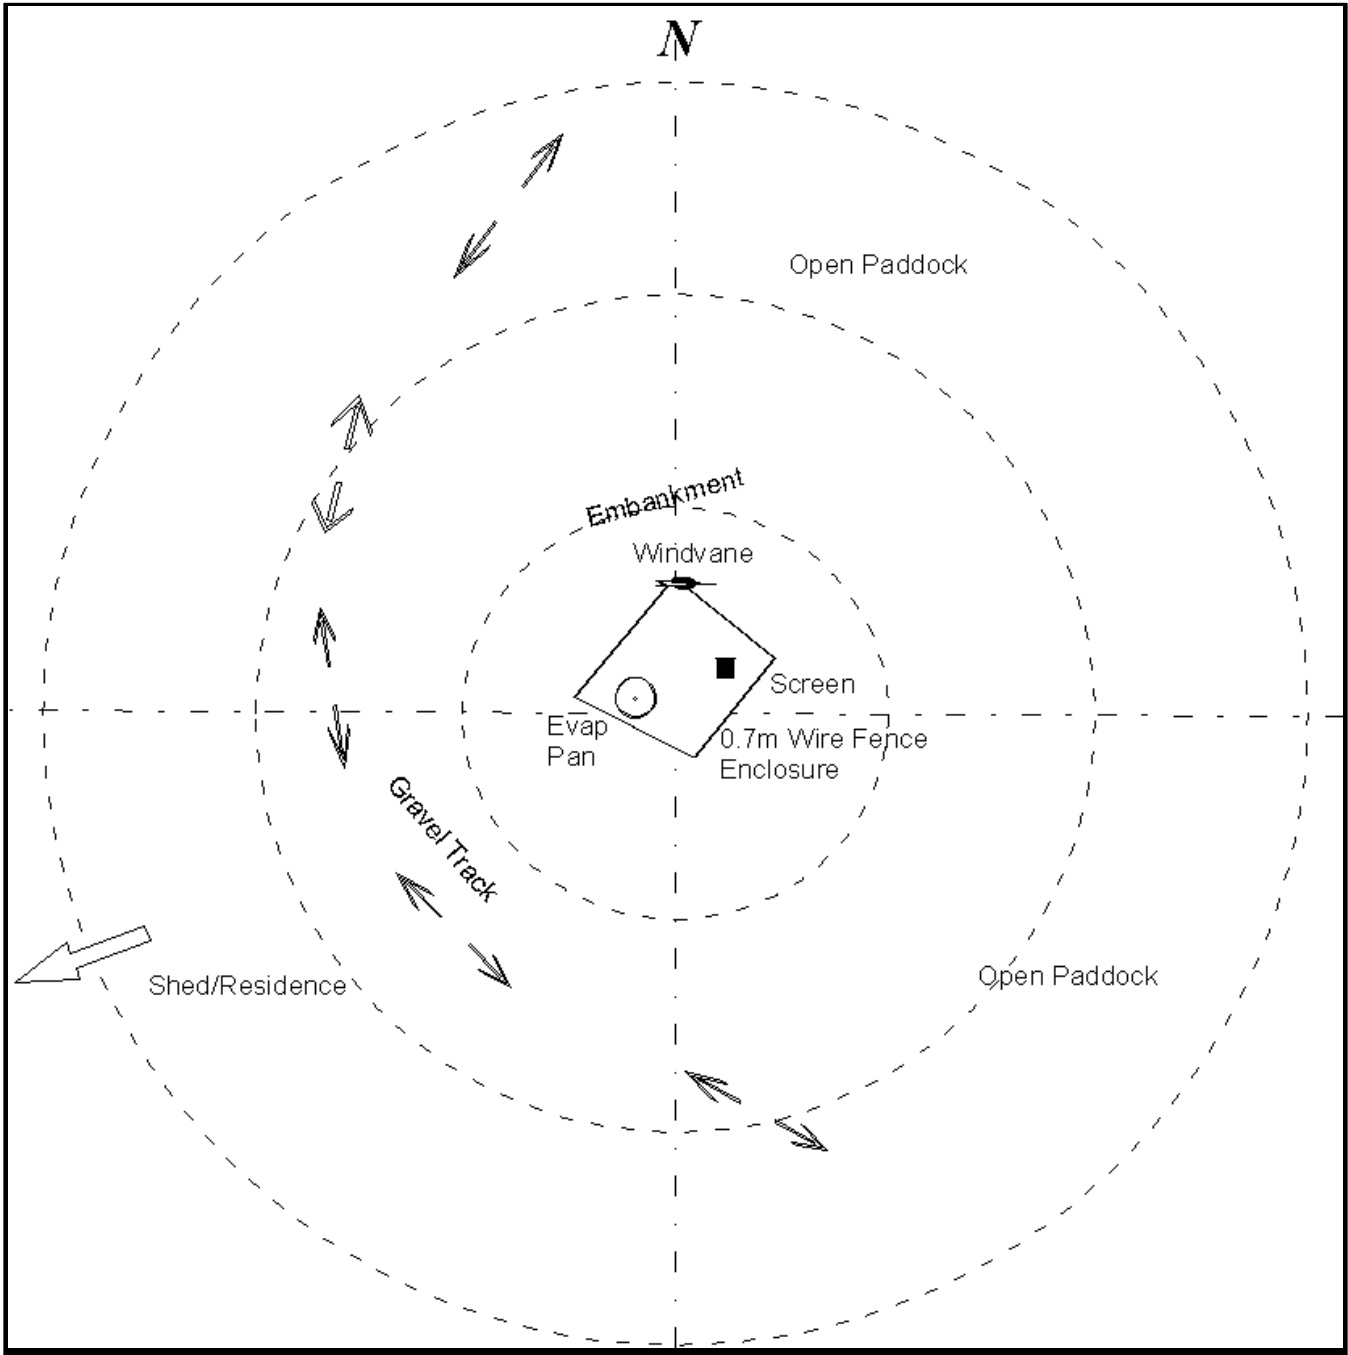 N
Open Paddock
Embankment
Windvane
Screen
Evap
Pan
0.7m Wire Fence
Enclosure
Gravel Track
Shed/Residence
Open Paddock